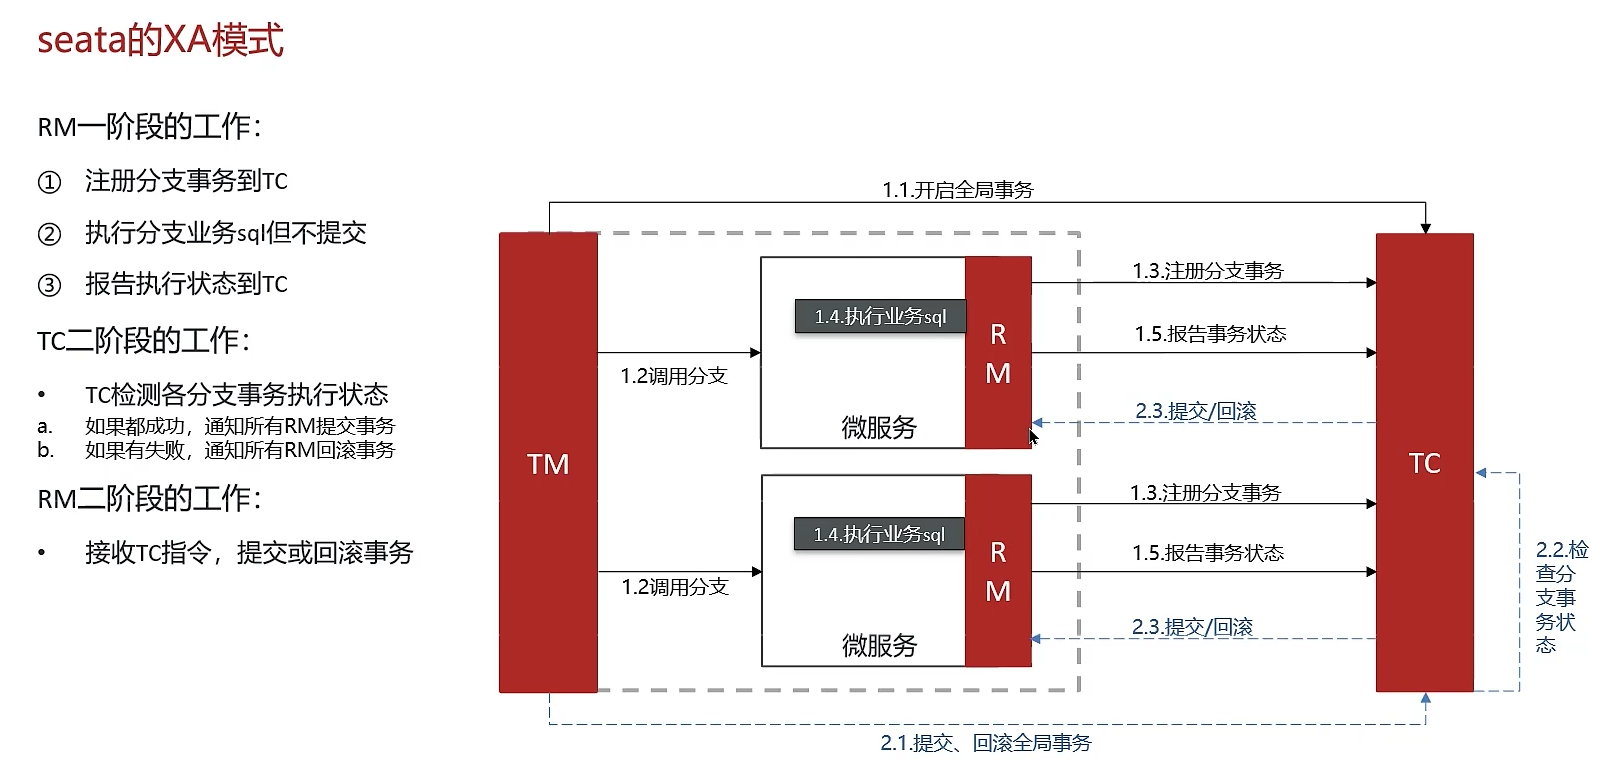 seata的XA模式
RM一阶段的工作：
① 注册分支事务到TC
② 执行分支业务sql但不提交
③ 报告执行状态到TC
TC二阶段的工作：
• TC检测各分支事务执行状态
a. 如果都成功，通知所有RM提交事务
b. 如果有失败，通知所有RM回滚事务
RM二阶段的工作：
• 接收TC指令，提交或回滚事务
1.1.开启全局事务
TM
1.2调用分支
1.4.执行业务sql
微服务
R
M
1.3.注册分支事务
1.5.报告事务状态
2.3.提交/回滚
1.2调用分支
1.4.执行业务sql
微服务
R
M
1.3.注册分支事务
1.5.报告事务状态
2.3.提交/回滚
TC
2.2.检
查分
支事
务状
态
2.1.提交、回滚全局事务